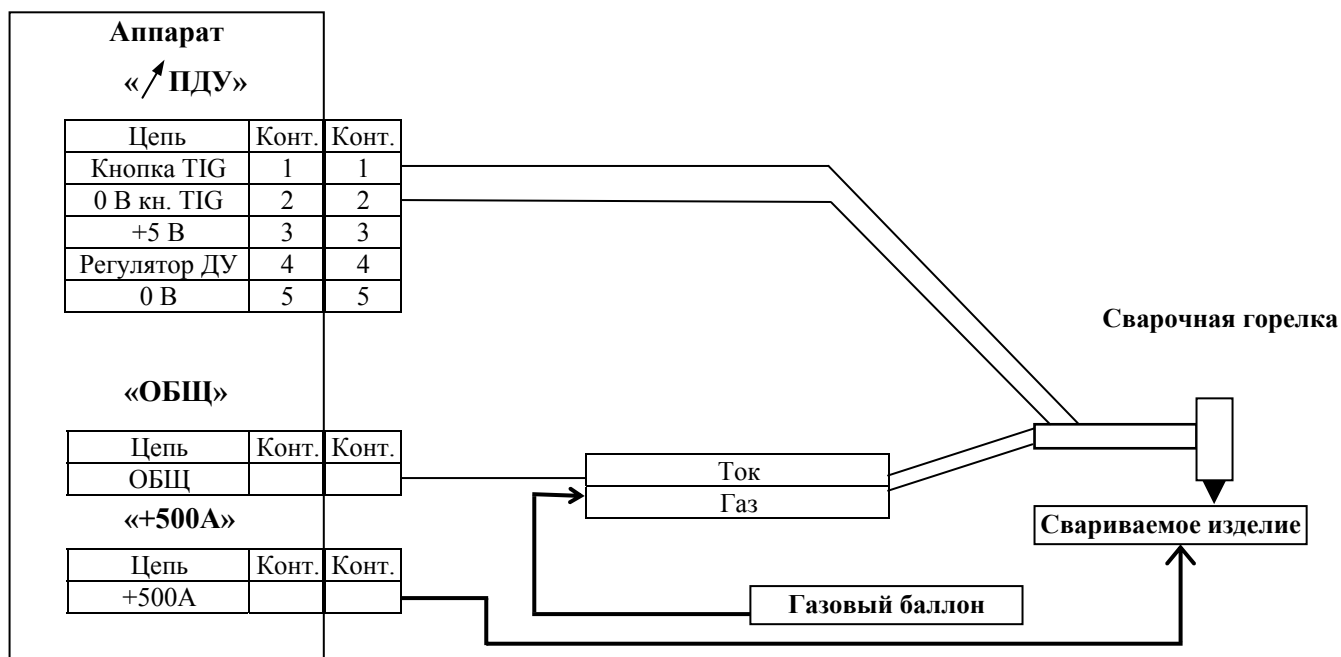 Аппарат
«ПДУ»
Цепь Конт. Конт.
Кнопка TIG 1 1
0 В кн. TIG 2 2
+5 В 3 3
Регулятор ДУ 4 4
0 В 5 5
Сварочная горелка
«ОБЩ»
Цепь Конт. Конт.
ОБЩ
Ток
Газ
«+500А»
Свариваемое изделие
Цепь Конт. Конт.
+500А
Газовый баллон